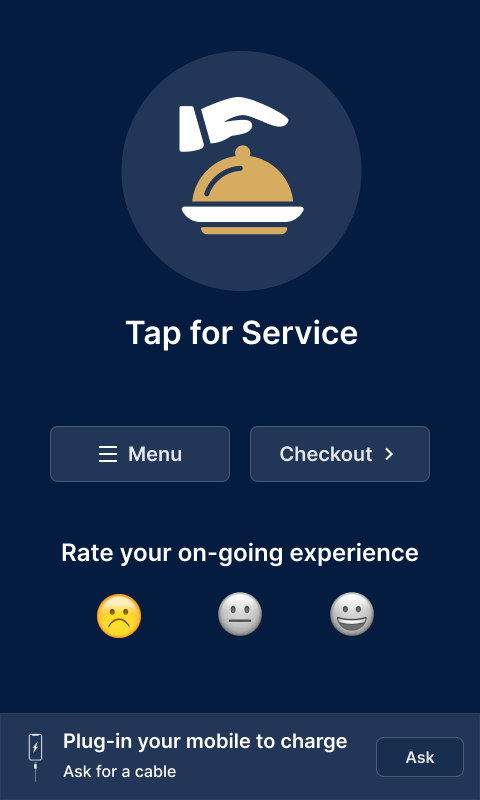 Tap for Service
Menu
Checkout
Rate your on-going experience
Plug-in your mobile to charge
Ask for a cable
Ask